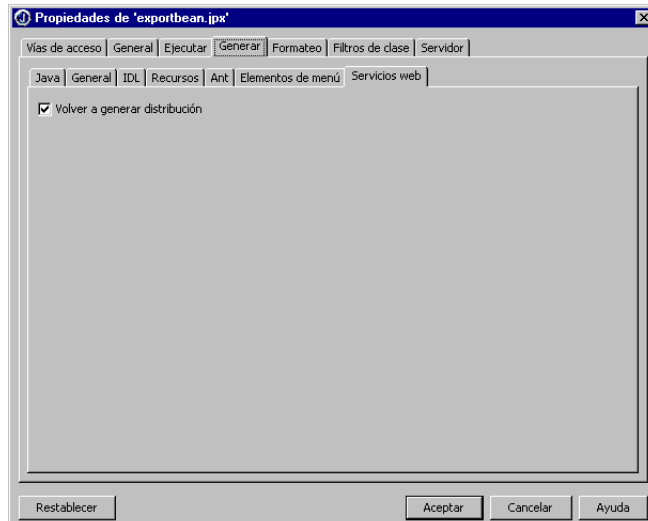 Propiedades de 'exportbean.jpx'
Vías de acceso General Ejecutar Generar Formateo Filtros de clase Servidor
Java General IDL Recursos Ant Elementos de menú Servicios web
Volver a generar distribución
Restablecer Aceptar Cancelar Ayuda